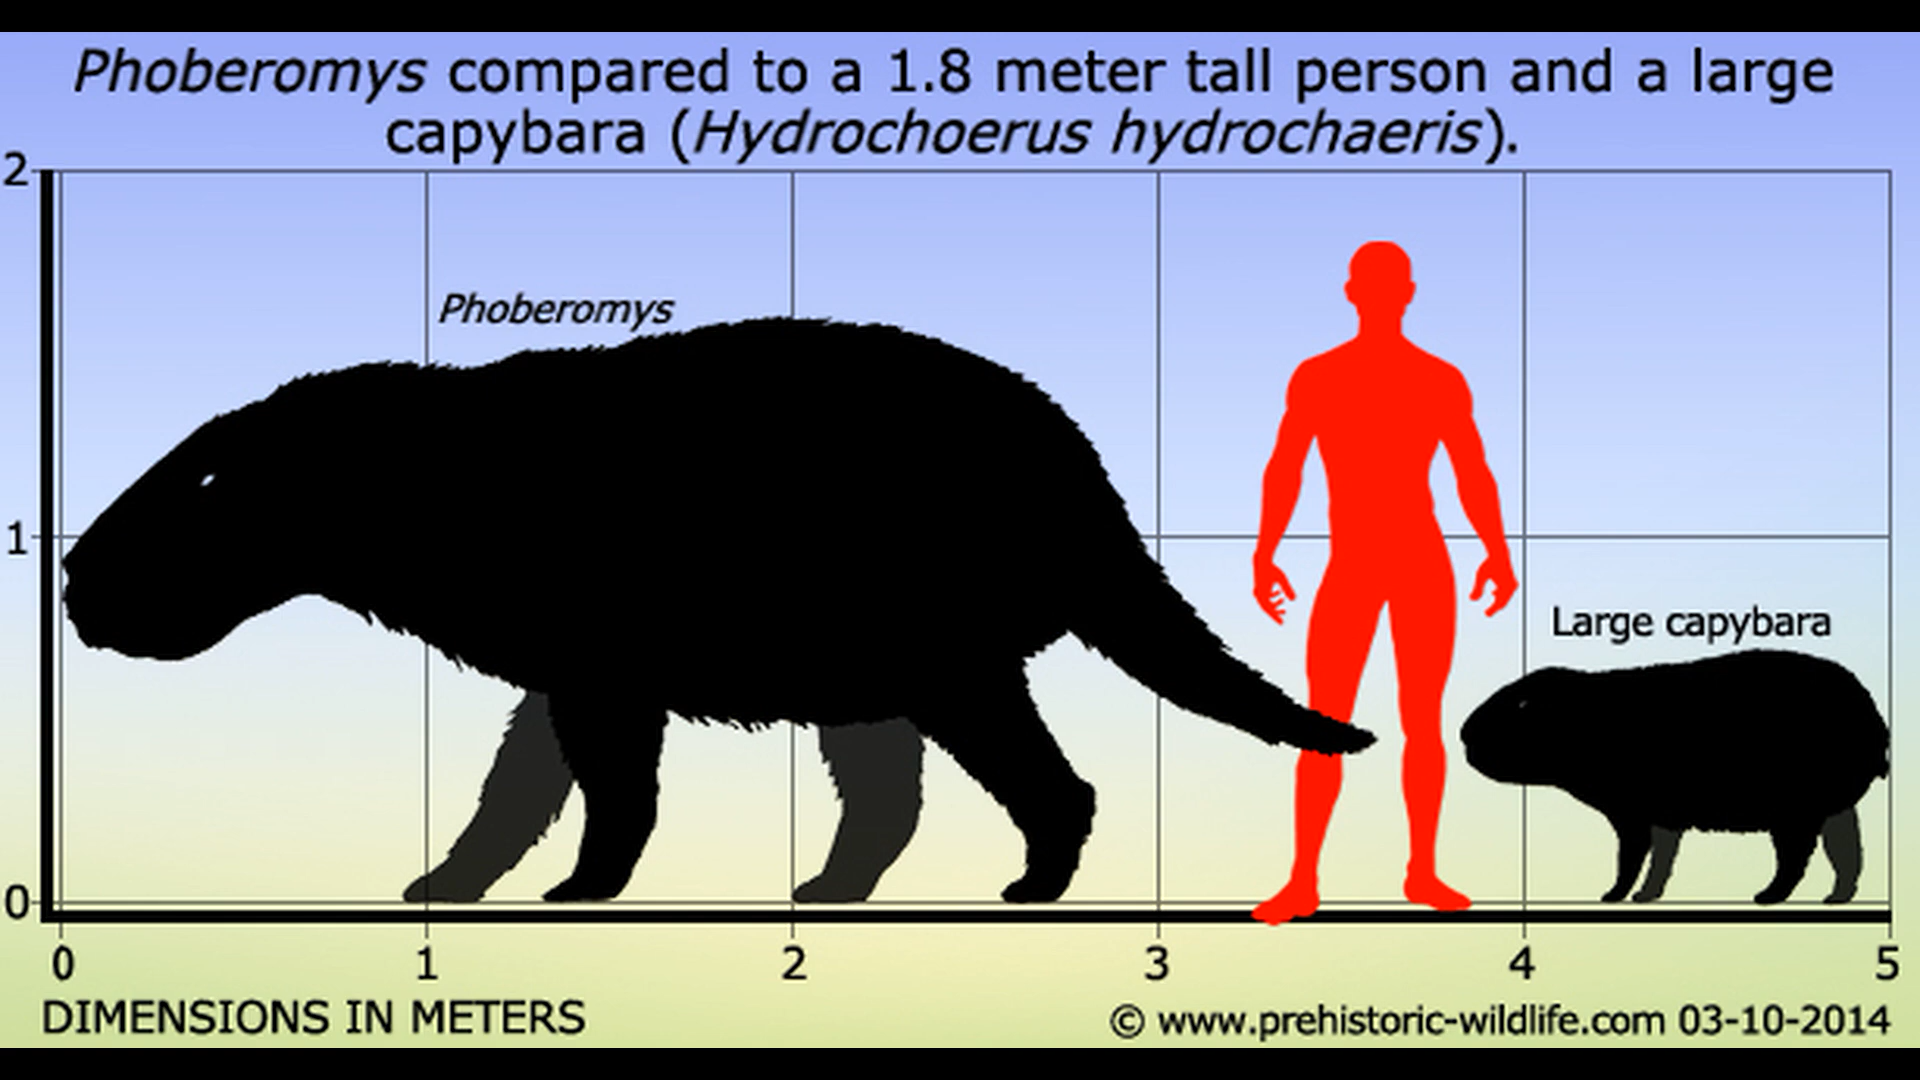 Phoberomys compared to a 1.8 meter tall person and a large
capybara (Hydrochoerus hydrochaeris).
2
Phoberomys
1
Large capybara
0
0 1 2 3 4 5
DIMENSIONS IN METERS
© www.prehistoric-wildlife.com 03-10-2014